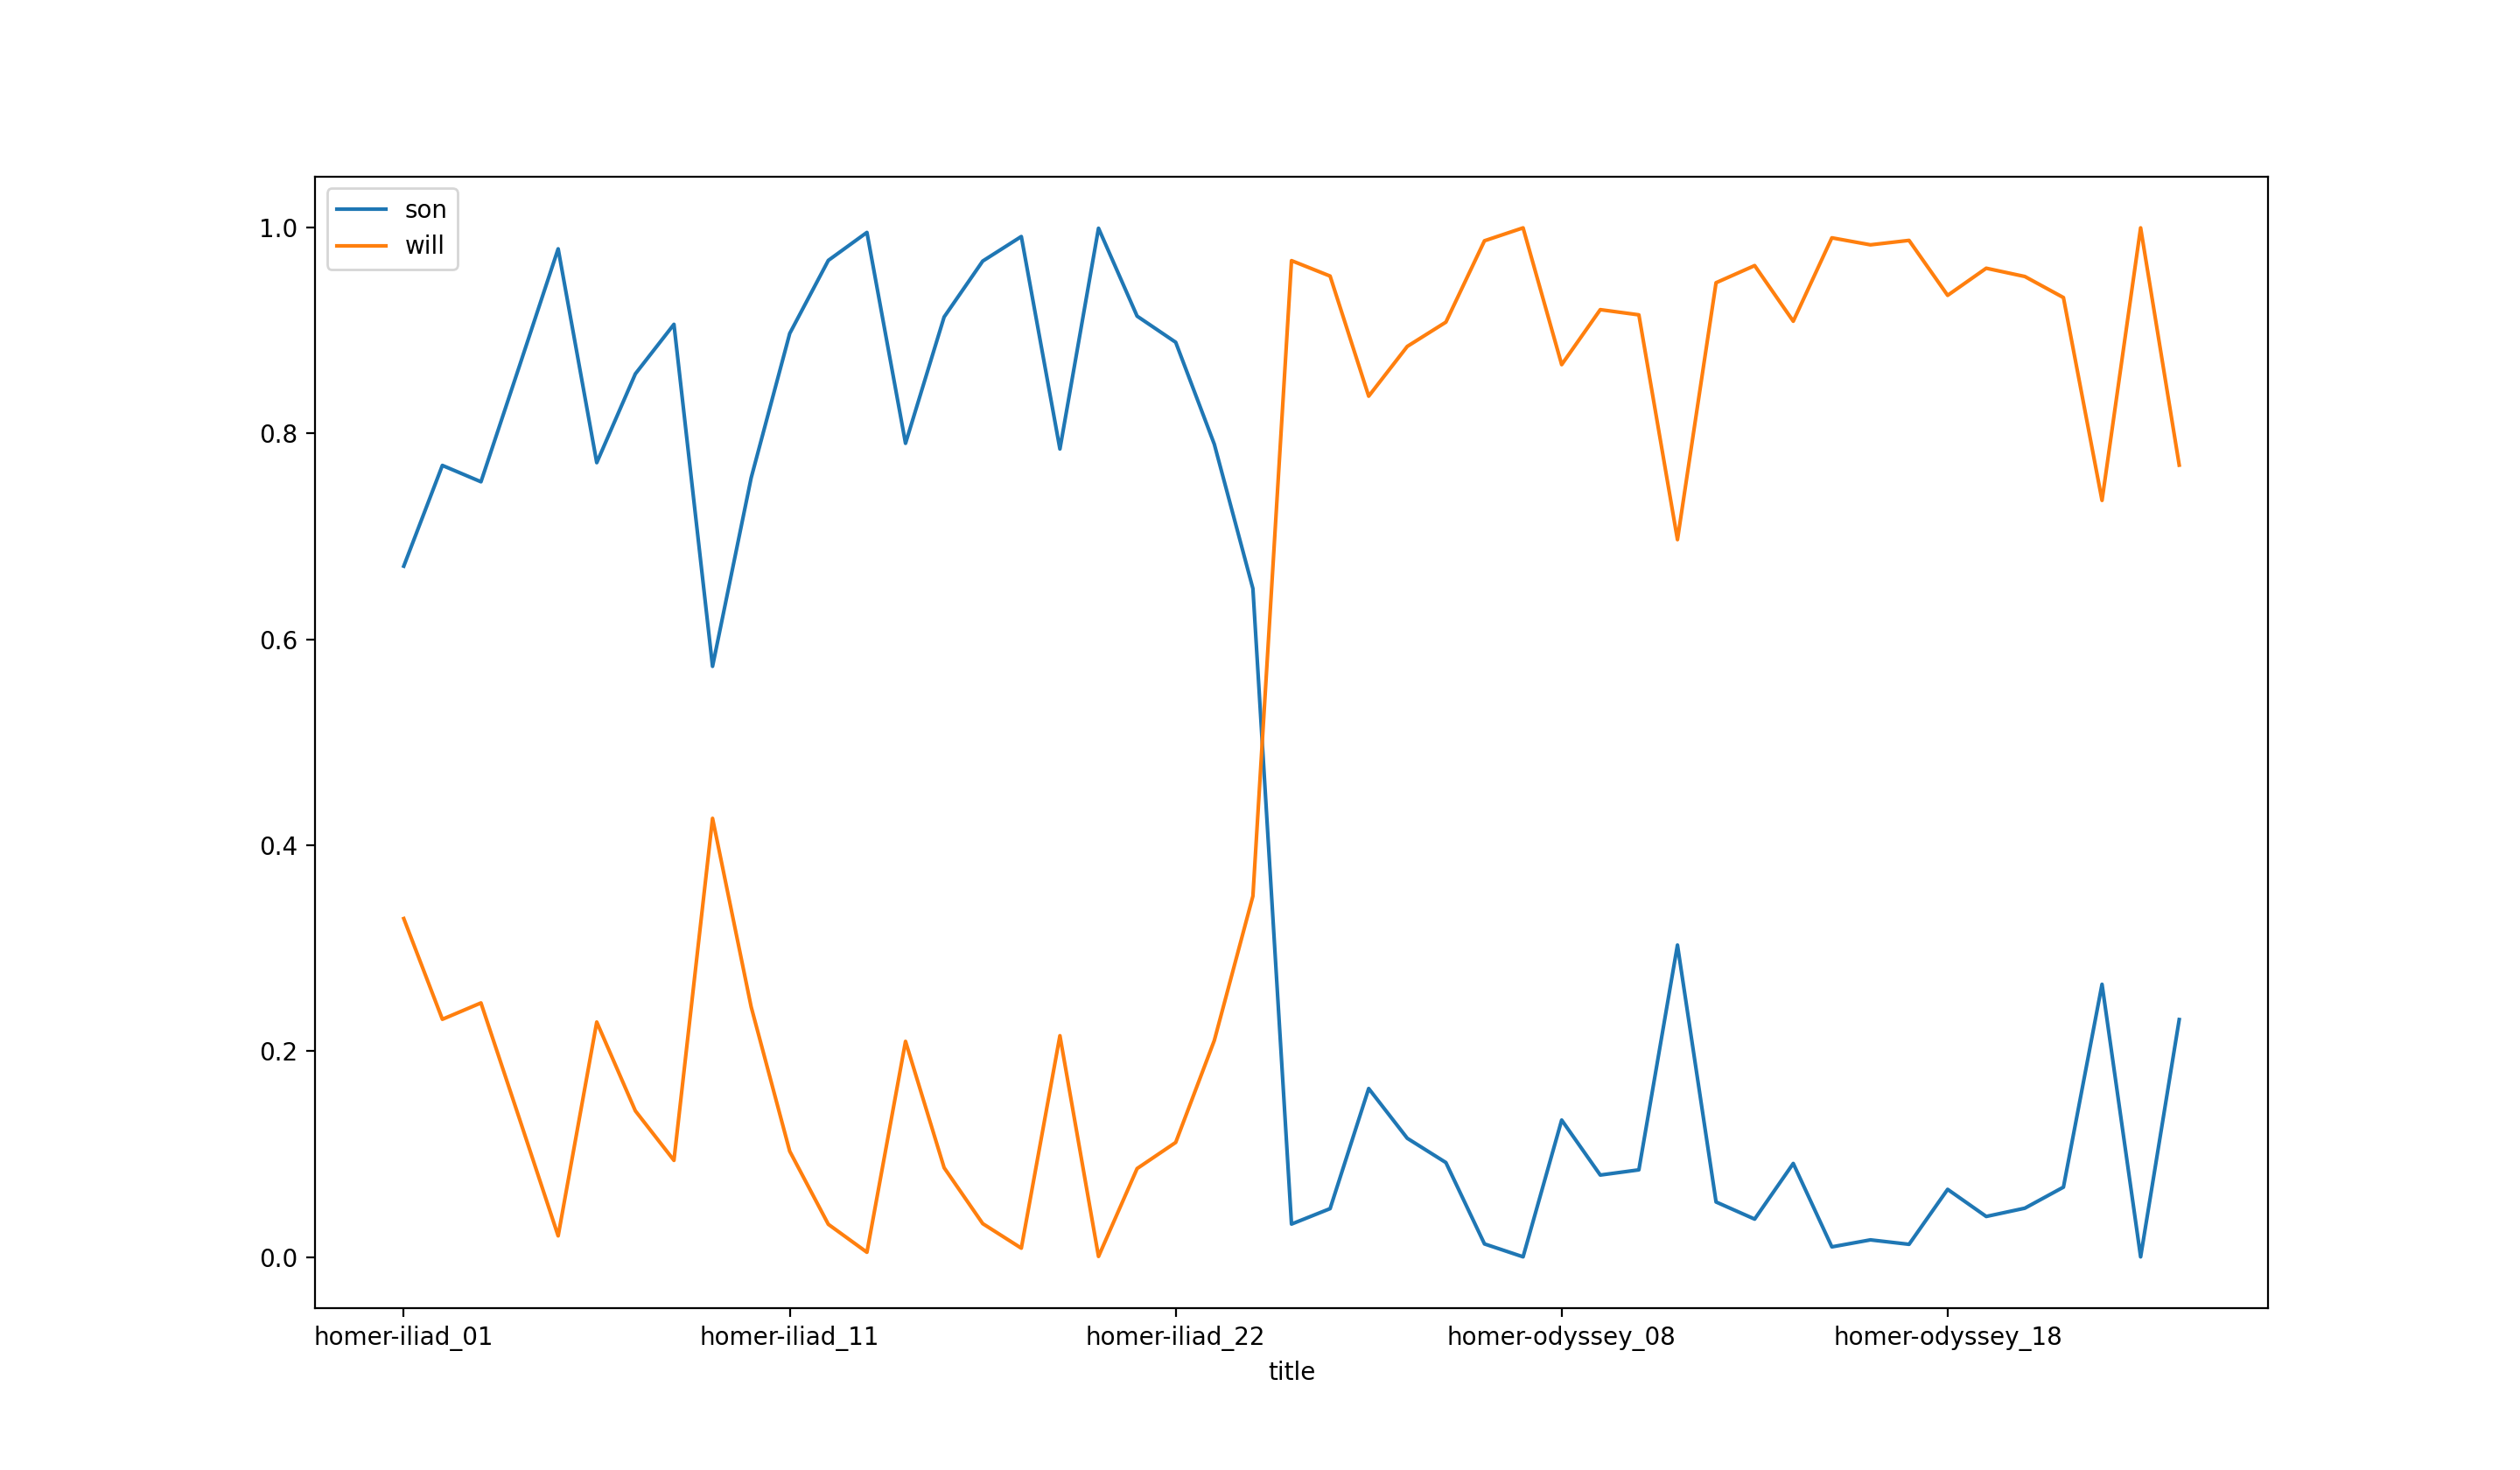 son
will
1.0
0.8
0.6
0.4
0.2
0.0
homer-iliad_01 homer-iliad_11 homer-iliad_22 homer-odyssey_08 homer-odyssey_18
title